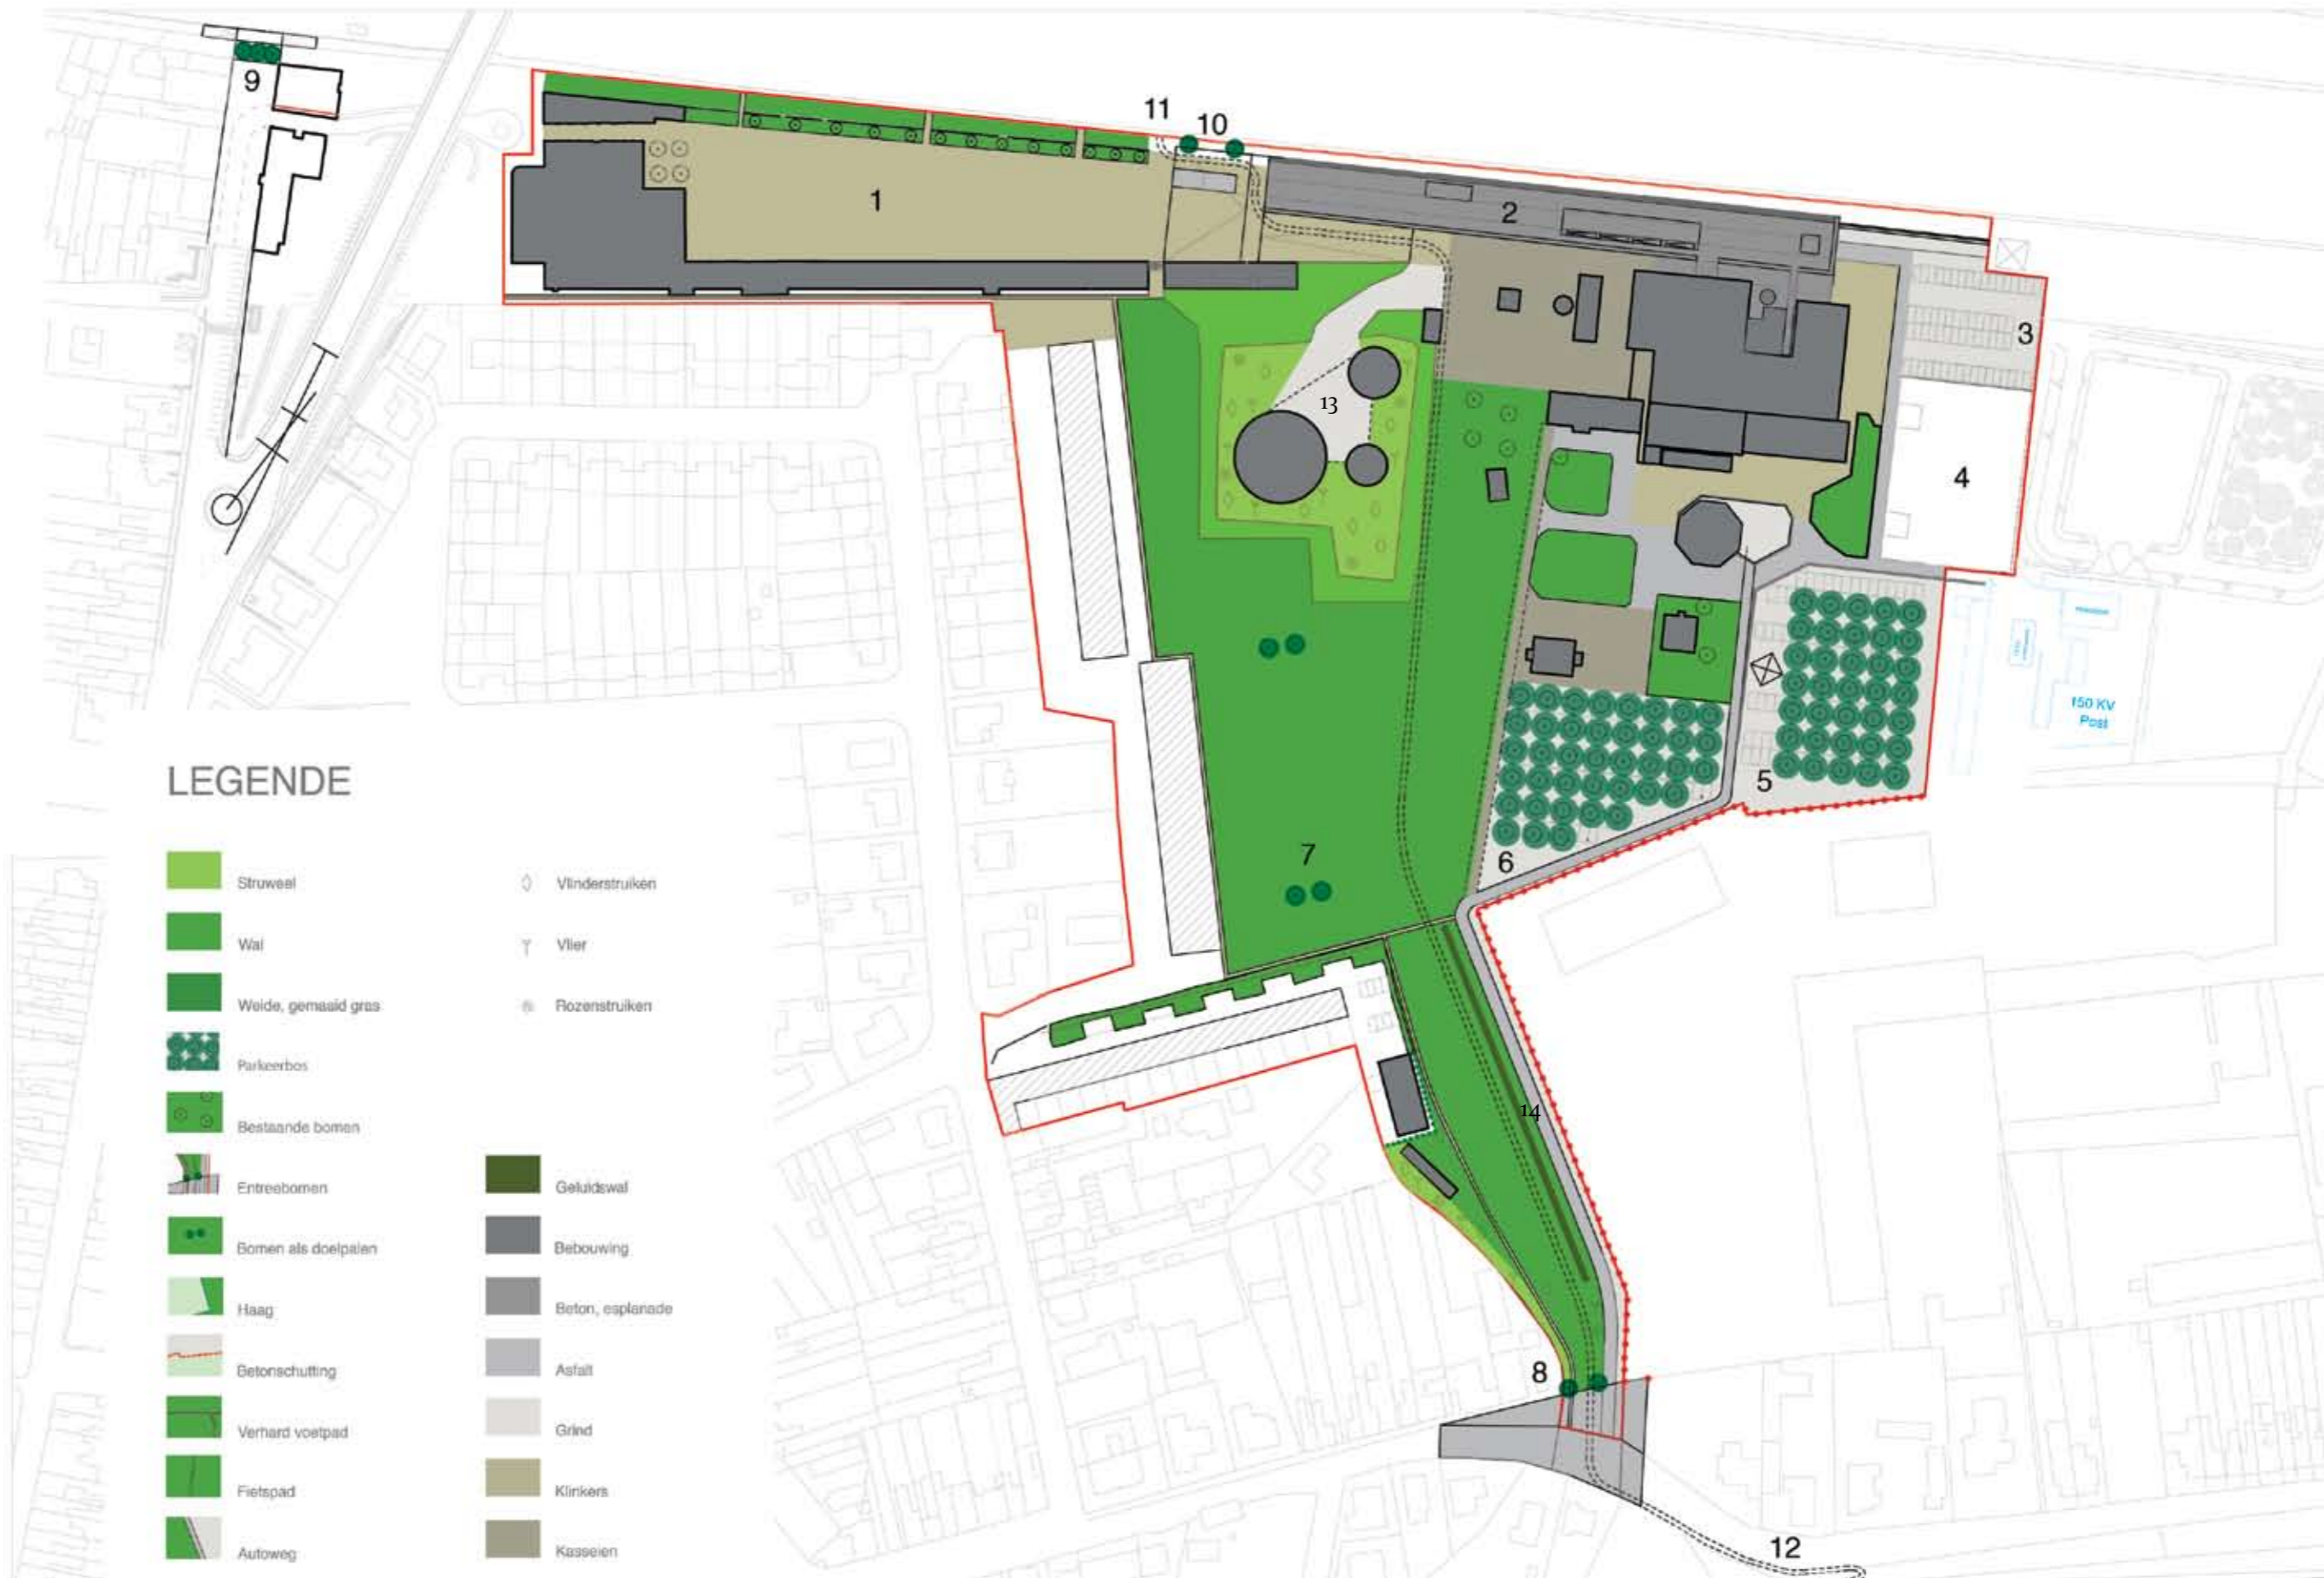 9
11
10
1
2
3
13
4
150 KV
Post
5
7
6
14
8
12
LEGENDE
Struweel
Wal
Weide, gemaaid gras
Parkeerbos
Bestaande bomen
Entreebomen
Bomen als doelpalen
Haag
Betonschutting
Verhard voetpad
Fietspad
Autoweg
Vlinderstruiken
Vlier
Rozenstruiken
Geluidswal
Bebouwing
Beton, esplanade
Asfalt
Grind
Klinkers
Kasseien